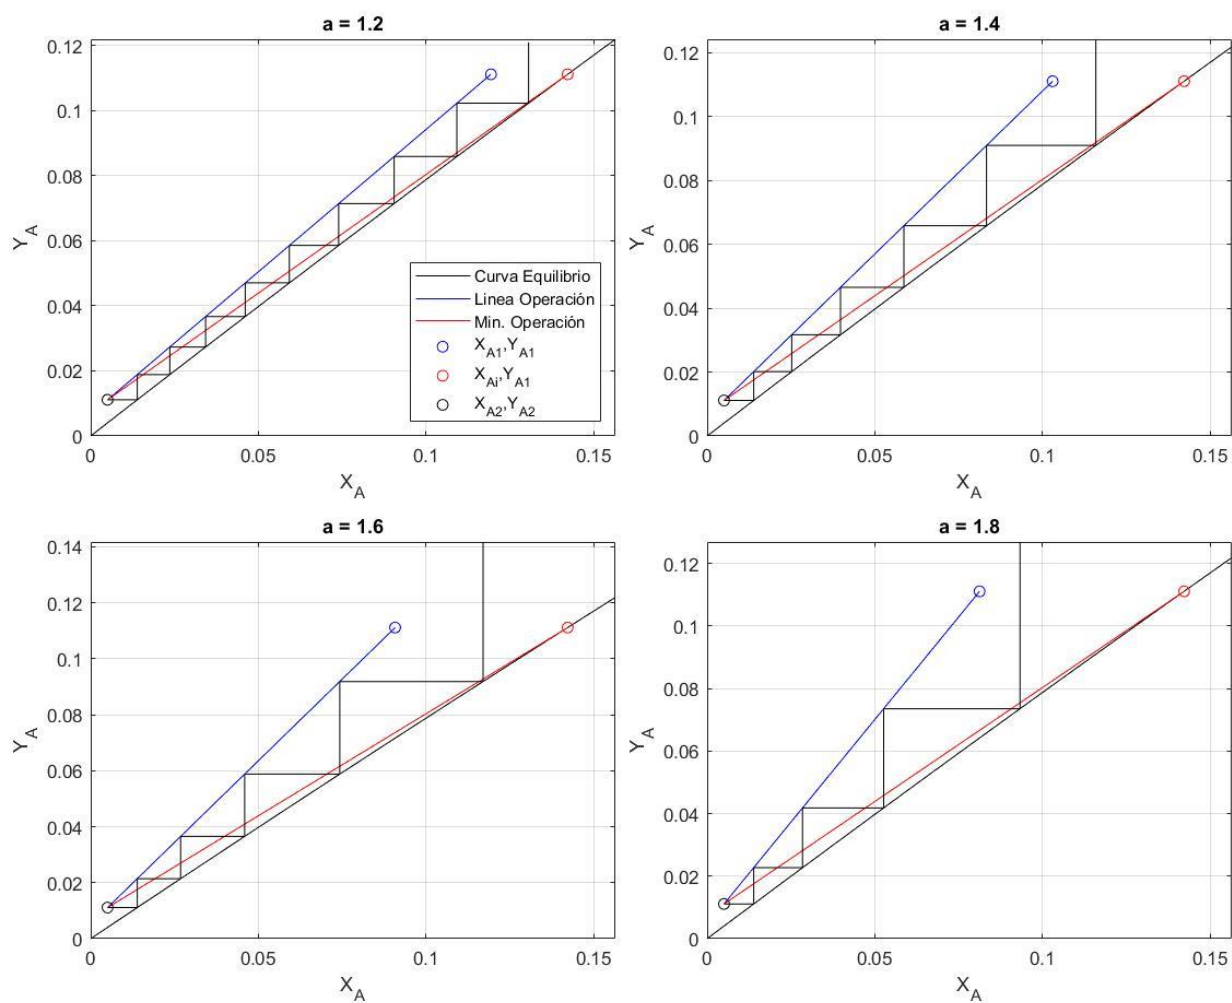 a = 1.2
0.12
0.1
0.08
0.06
0.04
0.02
0
Y_A
0 0.05 0.1 0.15
X_A
Curva Equilibrio
Linea Operación
Min. Operación
X_A1,Y_A1
X_Ai,Y_A1
X_A2,Y_A2
a = 1.4
0.12
0.1
0.08
0.06
0.04
0.02
0
Y_A
0 0.05 0.1 0.15
X_A
a = 1.6
0.14
0.12
0.1
0.08
0.06
0.04
0.02
0
Y_A
0 0.05 0.1 0.15
X_A
a = 1.8
0.12
0.1
0.08
0.06
0.04
0.02
0
Y_A
0 0.05 0.1 0.15
X_A